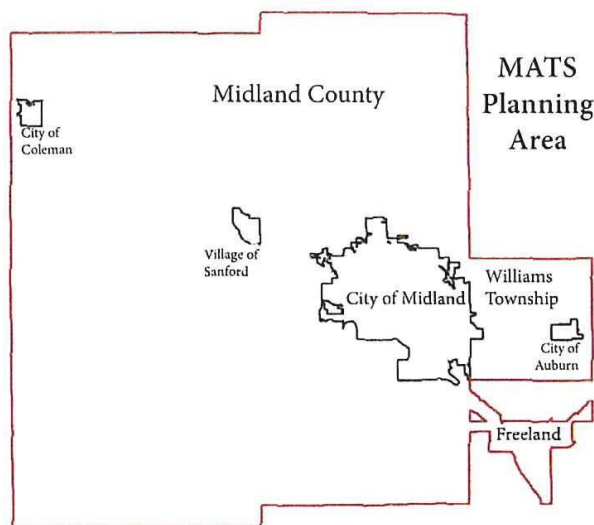 MATS
Planning
Area
Midland County
City of
Coleman
Village of
Sanford
City of Midland
Williams
Township
City of
Auburn
Freeland